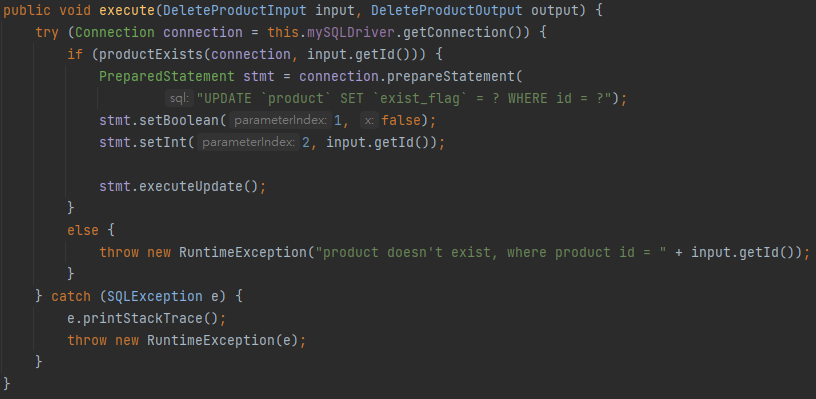 public void execute(DeleteProductInput input, DeleteProductOutput output) {
    try (Connection connection = this.mySQLDriver.getConnection()) {
        if (productExists(connection, input.getId())) {
            PreparedStatement stmt = connection.prepareStatement(
                    sql: "UPDATE `product` SET `exist_flag` = ? WHERE id = ?");
            stmt.setBoolean( parameterIndex: 1, x: false);
            stmt.setInt( parameterIndex: 2, input.getId());

            stmt.executeUpdate();
        }
        else {
            throw new RuntimeException("product doesn't exist, where product id = " + input.getId());
        }
    } catch (SQLException e) {
        e.printStackTrace();
        throw new RuntimeException(e);
    }
}